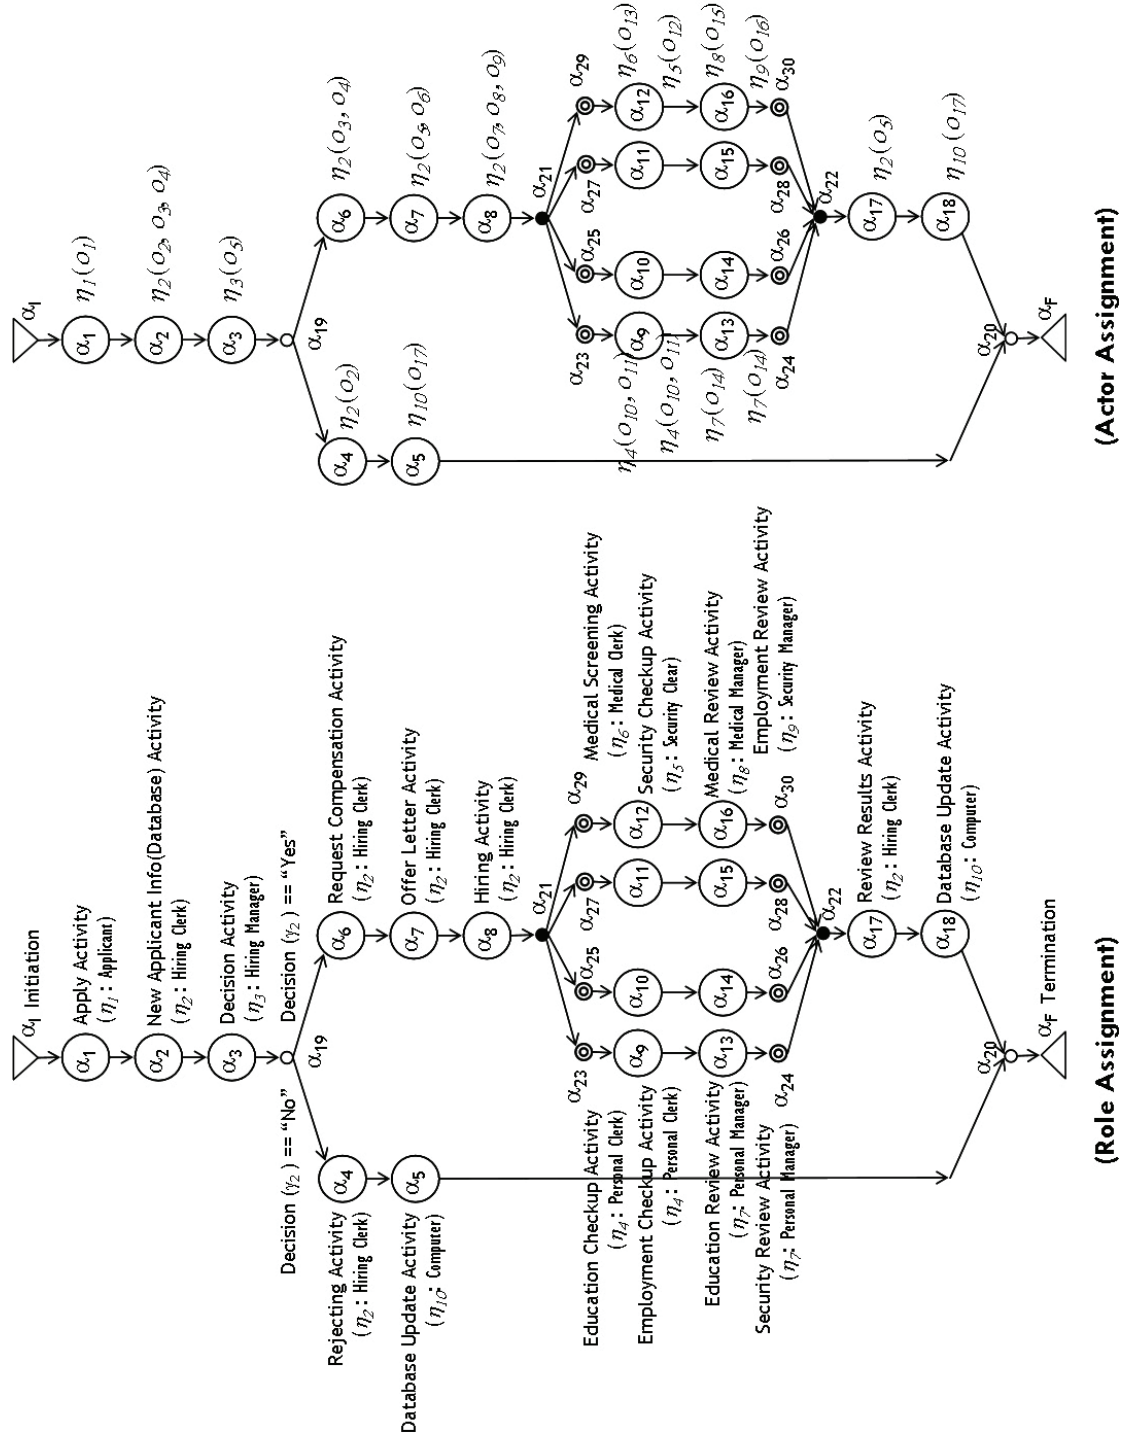 α_I Initiation
α_1
Apply Activity
(η_1: Applicant)
α_2
New Applicant Info(Database) Activity
(η_2: Hiring Clerk)
α_3
Decision Activity
(η_3: Hiring Manager)
Decision (γ_2) == “No”
α_19
Decision (γ_2) == “Yes”
Rejecting Activity
(η_2: Hiring Clerk)
α_4
α_6
Request Compensation Activity
(η_2: Hiring Clerk)
Database Update Activity
(η_10: Computer)
α_5
α_7
Offer Letter Activity
(η_2: Hiring Clerk)
α_8
Hiring Activity
(η_2: Hiring Clerk)
α_21
α_23
α_25
α_27
α_29
Education Checkup Activity
(η_4: Personal Clerk)
Employment Checkup Activity
(η_4: Personal Clerk)
α_9
α_10
α_11
α_12
Medical Screening Activity
(η_6: Medical Clerk)
Security Checkup Activity
(η_5: Security Clear)
Education Review Activity
(η_7: Personal Manager)
Security Review Activity
(η_7: Personal Manager)
α_13
α_14
α_15
α_16
Medical Review Activity
(η_8: Medical Manager)
Employment Review Activity
(η_9: Security Manager)
α_24
α_26
α_28
α_30
α_22
α_17
Review Results Activity
(η_2: Hiring Clerk)
α_18
Database Update Activity
(η_10: Computer)
α_20
α_F Termination
(Role Assignment)
α_I
α_1
η_1(o_1)
α_2
η_2(o_2, o_3, o_4)
α_3
η_3(o_5)
α_19
α_4
η_2(o_2)
α_6
η_2(o_3, o_4)
α_5
η_10(o_17)
α_7
η_2(o_5, o_6)
α_8
η_2(o_7, o_8, o_9)
α_21
α_23
α_25
α_27
α_29
η_4(o_10, o_11)
η_4(o_10, o_11)
α_9
α_10
α_11
α_12
η_6(o_13)
η_5(o_12)
η_7(o_14)
η_7(o_14)
α_13
α_14
α_15
α_16
η_8(o_15)
η_9(o_16)
α_24
α_26
α_28
α_30
α_22
α_17
η_2(o_5)
α_18
η_10(o_17)
α_20
α_F
(Actor Assignment)